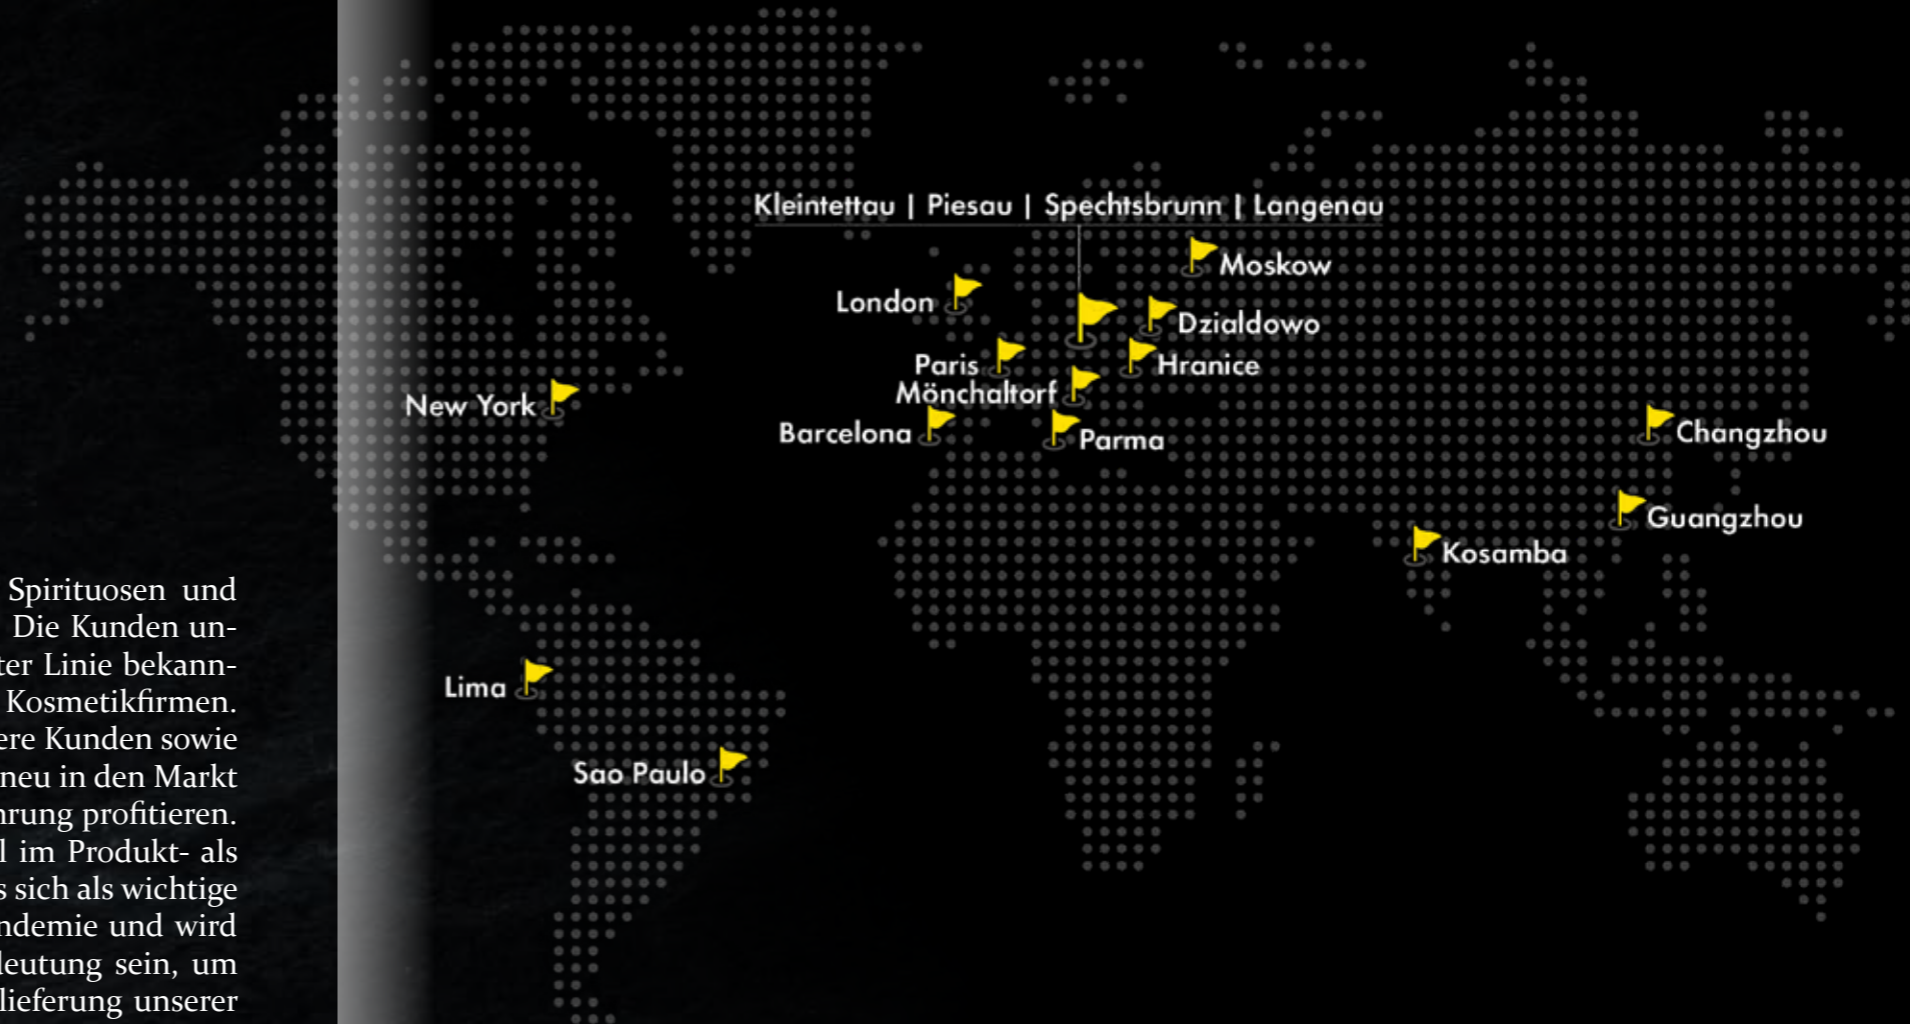 Spirituosen und
Die Kunden un-
ter Linie bekann-
Kosmetikfirmen.
ere Kunden sowie
neu in den Markt
hrung profitieren.
l im Produkt- als
s sich als wichtige
ndemie und wird
deutung sein, um
lieferung unserer
Kleintettau | Piesau | Spechtsbrunn | Langenau
Moskow
London
Dzialdowo
Paris
Hranice
Mönchaltorf
New York
Barcelona
Parma
Changzhou
Guangzhou
Kosamba
Lima
Sao Paulo